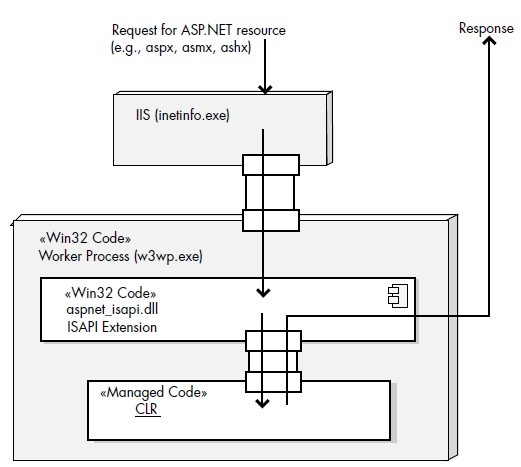 Request for ASP.NET resource
(e.g., aspx, asmx, ashx)
Response
IIS (inetinfo.exe)
«Win32 Code»
Worker Process (w3wp.exe)
«Win32 Code»
aspnet_isapi.dll
ISAPI Extension
«Managed Code»
CLR